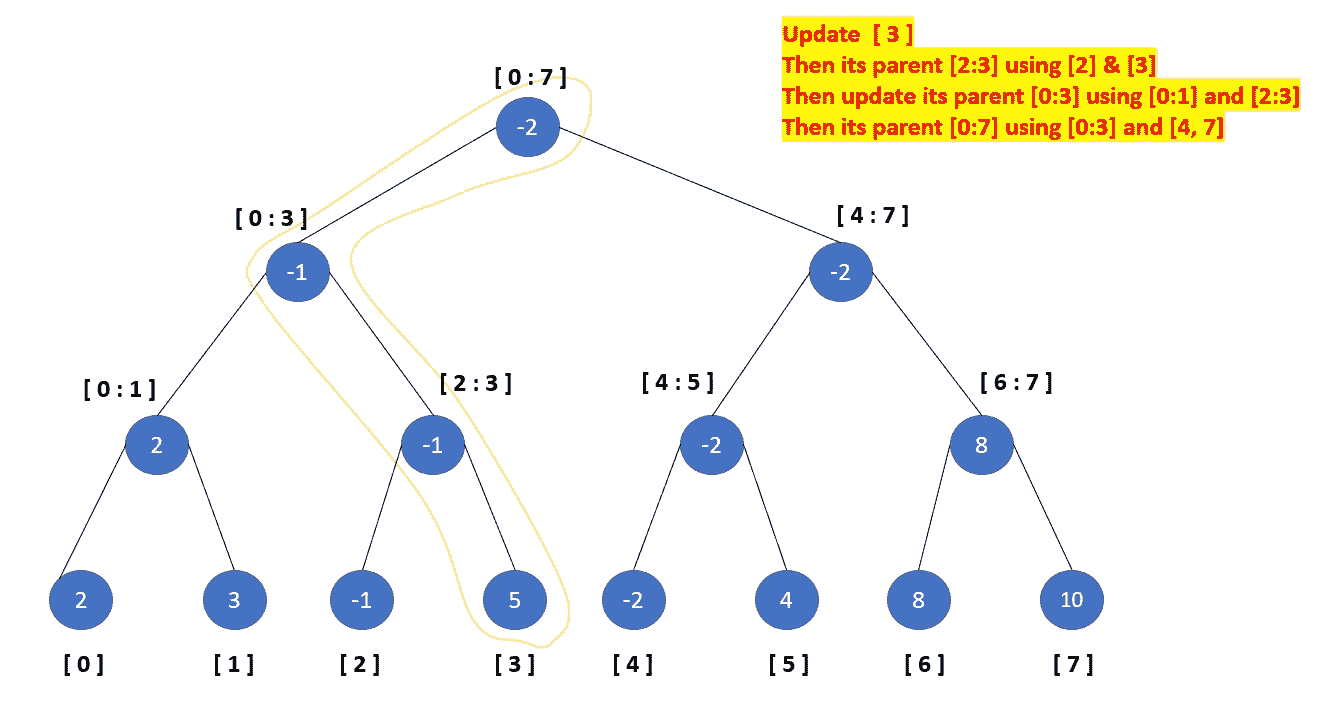 Update [ 3 ]
Then its parent [2:3] using [2] & [3]
Then update its parent [0:3] using [0:1] and [2:3]
Then its parent [0:7] using [0:3] and [4, 7]
[ 0 : 7 ]
-2
[ 0 : 3 ] [ 4 : 7 ]
-1 -2
[ 0 : 1 ] [ 2 : 3 ] [ 4 : 5 ] [ 6 : 7 ]
2 -1 -2 8
2 3 -1 5 -2 4 8 10
[ 0 ] [ 1 ] [ 2 ] [ 3 ] [ 4 ] [ 5 ] [ 6 ] [ 7 ]